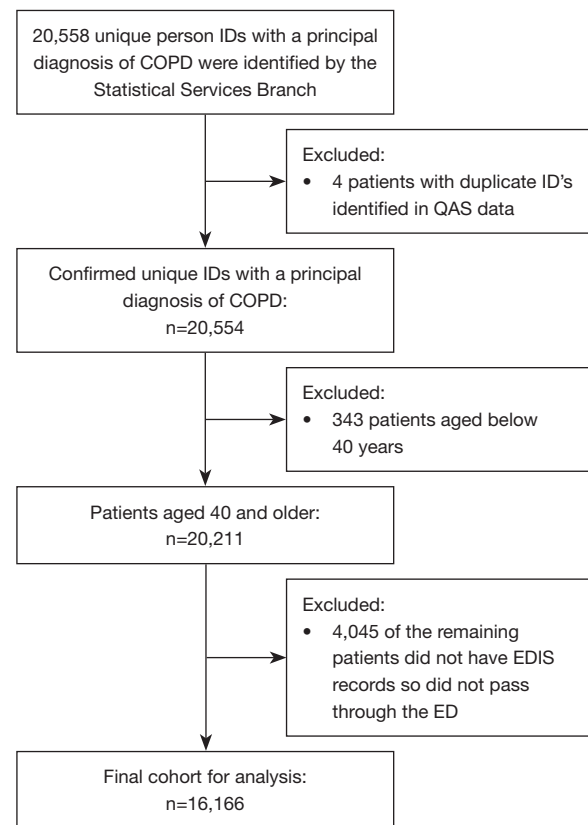 20,558 unique person IDs with a principal
diagnosis of COPD were identified by the
Statistical Services Branch
Excluded:
• 4 patients with duplicate ID's
identified in QAS data
Confirmed unique IDs with a principal
diagnosis of COPD:
n=20,554
Excluded:
• 343 patients aged below
40 years
Patients aged 40 and older:
n=20,211
Excluded:
• 4,045 of the remaining
patients did not have EDIS
records so did not pass
through the ED
Final cohort for analysis:
n=16,166